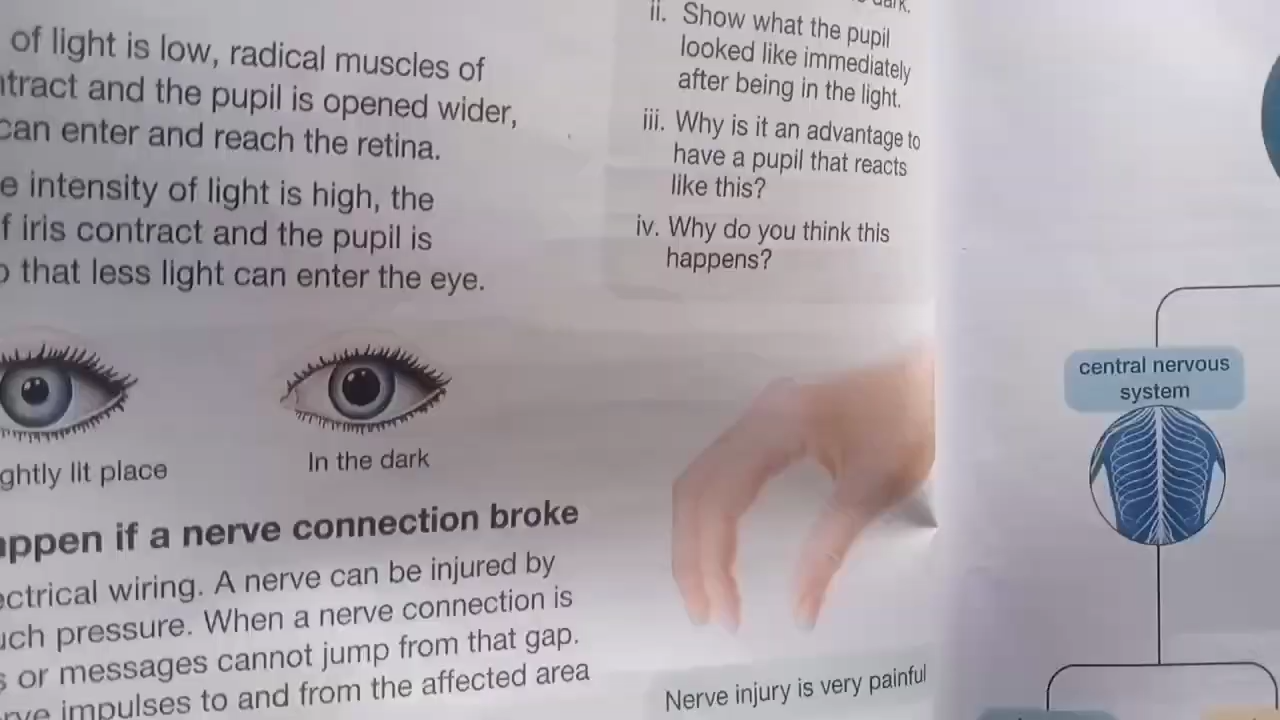 of light is low, radical muscles of
and the pupil is opened wider,
can enter and reach the retina.
intensity of light is high, the
iris contract and the pupil is
that less light can enter the eye.
lit place
In the dark
if a nerve connection broke
wiring. A nerve can be injured by
pressure. When a nerve connection is
or messages cannot jump from that gap.
impulses to and from the affected area
dark.
ii. Show what the pupil
looked like immediately
after being in the light.
iii. Why is it an advantage to
have a pupil that reacts
like this?
iv. Why do you think this
happens?
Nerve injury is very painful
central nervous
system